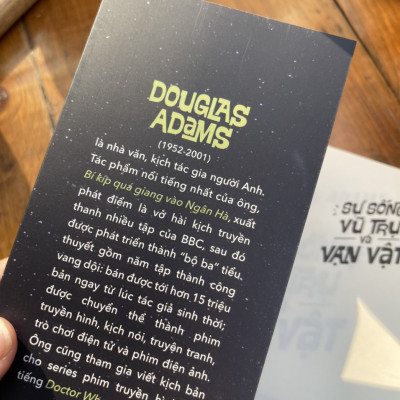 DOUGLAS
ADAMS
(1952-2001)
là nhà văn, kịch tác gia người Anh.
Tác phẩm nổi tiếng nhất của ông,
Bí kíp quá giang vào Ngân Hà, xuất
phát điểm là vở hài kịch truyền
thanh nhiều tập của BBC, sau đó
được phát triển thành “bộ ba” tiểu
thuyết gồm năm tập thành công
vang dội: bán được tới hơn 15 triệu
bản ngay từ lúc tác giả sinh thời;
được chuyển thể thành phim
truyền hình, kịch nói, truyện tranh,
trò chơi điện tử và phim điện ảnh.
Ông cũng tham gia viết kịch bản
cho series phim truyền
tiếng Doctor
SỰ SỐNG
VŨ TRỤ
VÀ
VẠN VẬT